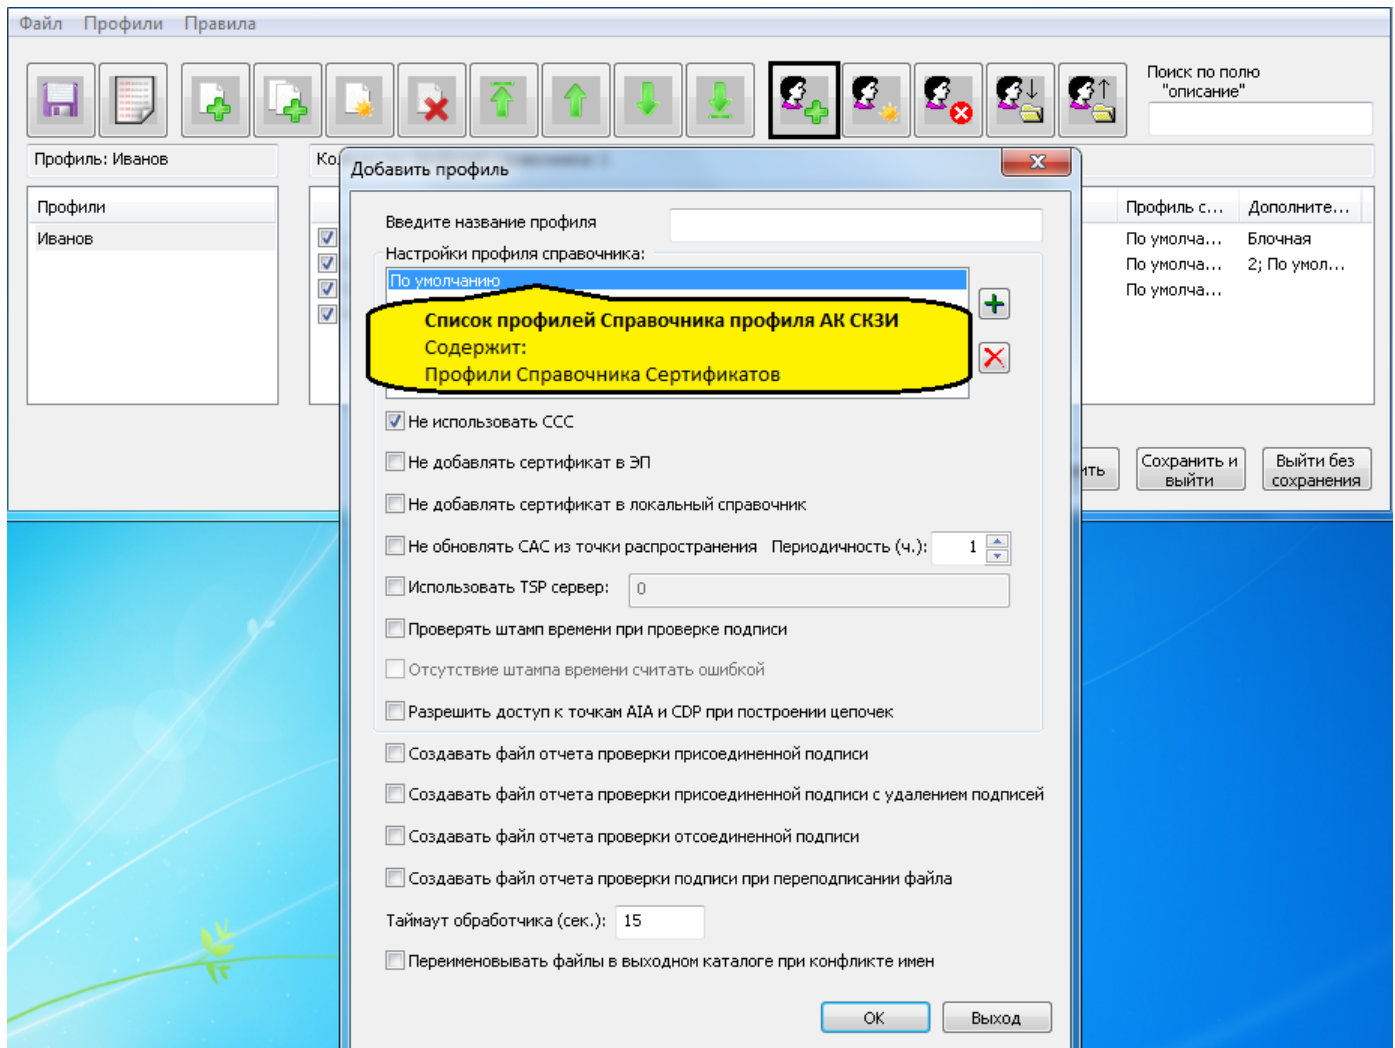 Файл Профили Правила
Поиск по полю
"описание"
Профиль: Иванов
Профили
Иванов
Профиль с... Дополните...
По умолча... Блочная
По умолча... 2; По умол...
По умолча...
Сохранить и
выйти
Выйти без
сохранения
Добавить профиль
Введите название профиля
Настройки профиля справочника:
По умолчанию
Список профилей Справочника профиля АК СКЗИ
Содержит:
Профили Справочника Сертификатов
Не использовать ССС
Не добавлять сертификат в ЭП
Не добавлять сертификат в локальный справочник
Не обновлять САС из точки распространения Периодичность (ч.): 1
Использовать TSP сервер: 0
Проверять штамп времени при проверке подписи
Отсутствие штампа времени считать ошибкой
Разрешить доступ к точкам AIA и CDP при построении цепочек
Создавать файл отчета проверки присоединенной подписи
Создавать файл отчета проверки присоединенной подписи с удалением подписей
Создавать файл отчета проверки отсоединенной подписи
Создавать файл отчета проверки подписи при переподписании файла
Таймаут обработчика (сек.): 15
Переименовывать файлы в выходном каталоге при конфликте имен
OK Выход